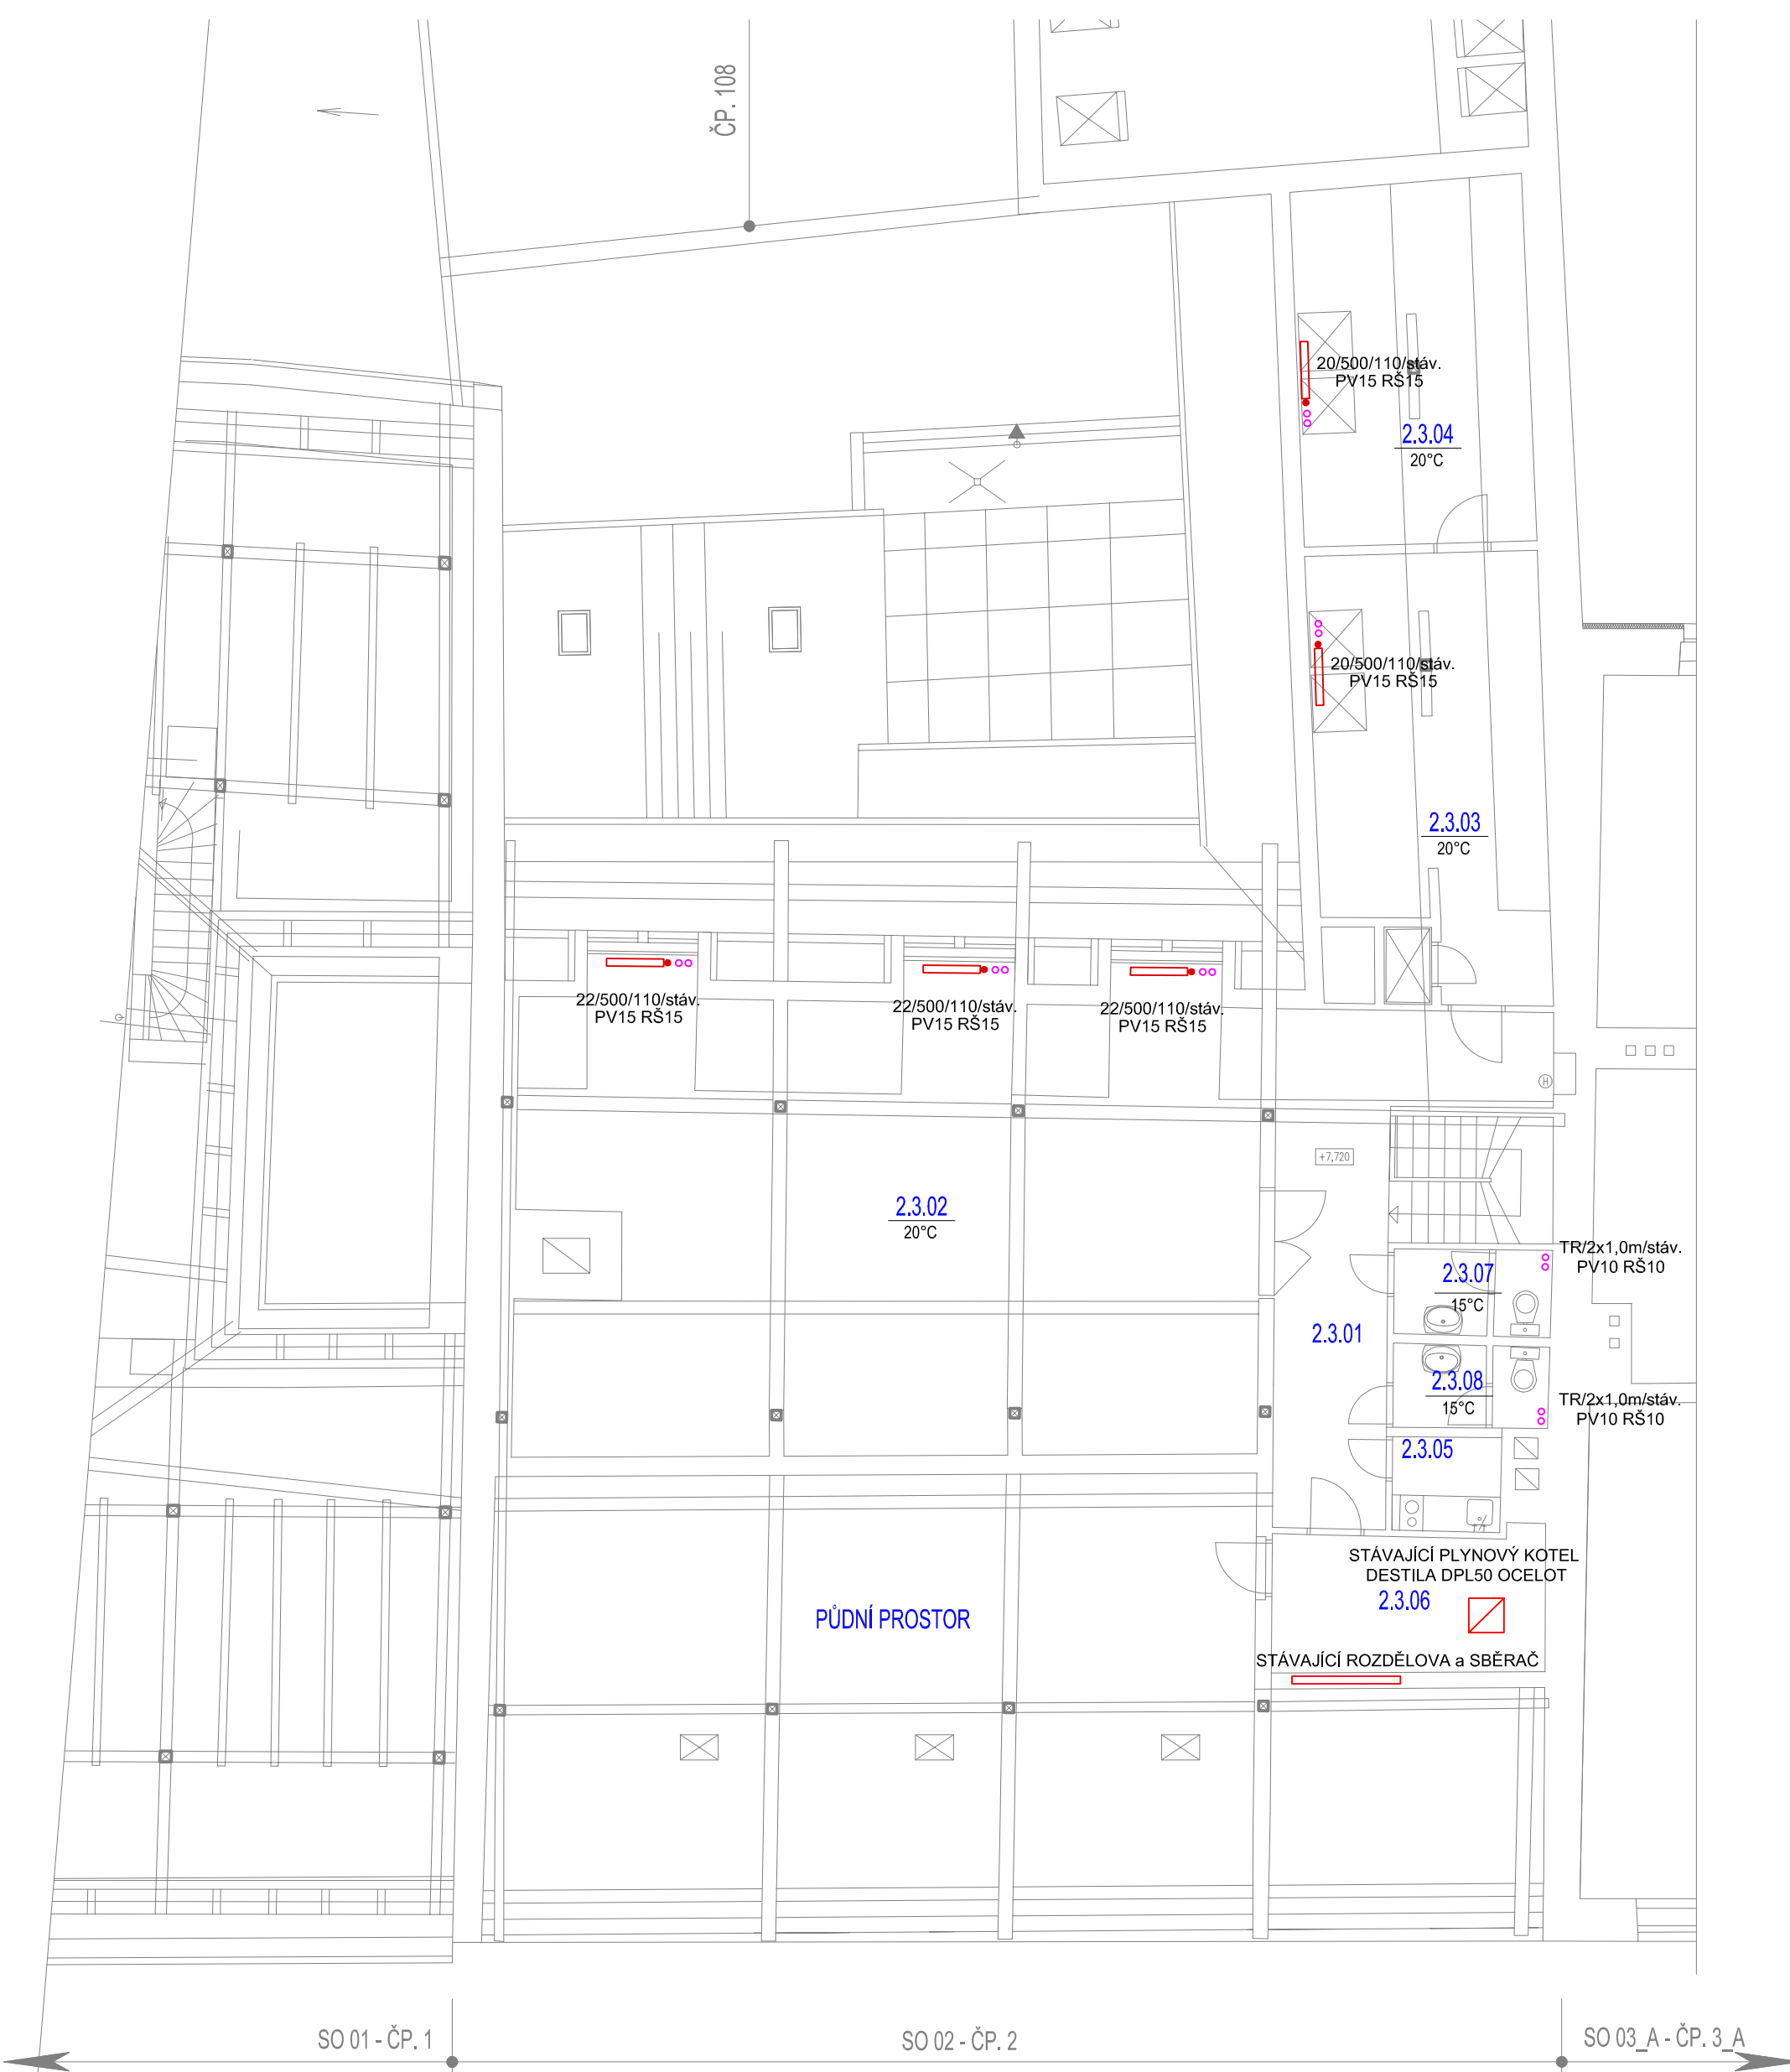 ČP. 108
20/500/110/stáv.
PV15 RŠ15
2.3.04
20°C
20/500/110/stáv.
PV15 RŠ15
2.3.03
20°C
22/500/110/stáv.
PV15 RŠ15
22/500/110/stáv.
PV15 RŠ15
22/500/110/stáv.
PV15 RŠ15
H
+7,720
2.3.02
20°C
TR/2x1,0m/stáv.
PV10 RŠ10
2.3.07
15°C
2.3.01
2.3.08
15°C
TR/2x1,0m/stáv.
PV10 RŠ10
2.3.05
STÁVAJÍCÍ PLYNOVÝ KOTEL
DESTILA DPL50 OCELOT
2.3.06
PŮDNÍ PROSTOR
STÁVAJÍCÍ ROZDĚLOVA a SBĚRAČ
SO 01 - ČP. 1
SO 02 - ČP. 2
SO 03_A - ČP. 3_A